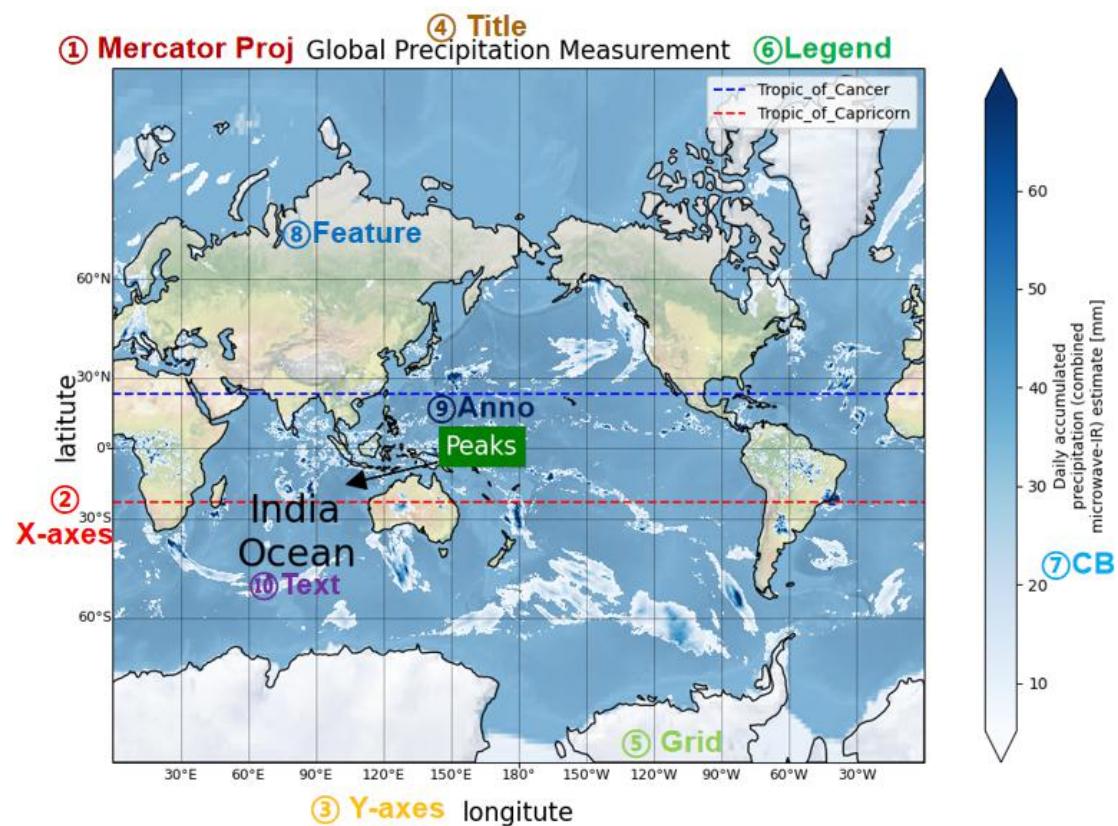 ④ Title
① Mercator Proj Global Precipitation Measurement ⑥Legend
Tropic_of_Cancer
Tropic_of_Capricorn
⑧Feature
60°N
30°N
0°
30°S
60°S
latitute
⑨Anno
Peaks
②
X-axes
India
Ocean
⑩Text
⑤ Grid
30°E 60°E 90°E 120°E 150°E 180° 150°W 120°W 90°W 60°W 30°W
③ Y-axes longitute
60
50
40
30
20
10
Daily accumulated
precipitation (combined
microwave-IR) estimate [mm]
⑦CB